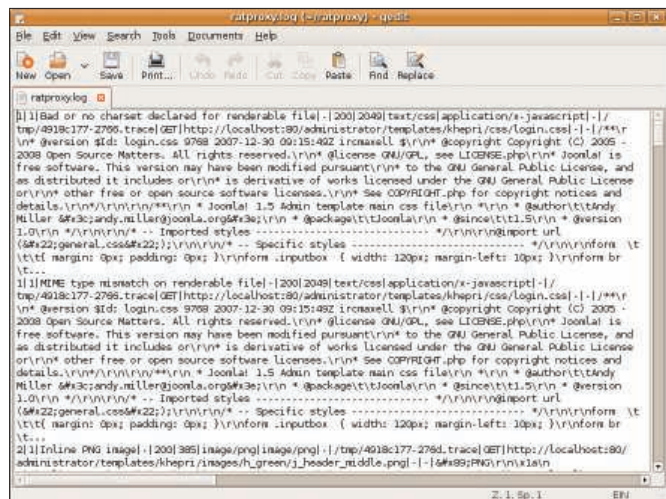 ratproxy.log (~/ratproxy) - gedit
File Edit View Search Tools Documents Help
New Open Save Print... Undo Redo Cut Copy Paste Find Replace
ratproxy.log
1|1|Bad or no charset declared for renderable file|-|200|2049|text/css|application/x-javascript|-|/
tmp/4918c177-2766.trace|GET|http://localhost:80/administrator/templates/khepri/css/login.css|-|-|/**\r
\n* @version $Id: login.css 9768 2007-12-30 09:15:49Z ircmaxell $\r\n* @copyright Copyright (C) 2005 -
2008 Open Source Matters. All rights reserved.\r\n* @license GNU/GPL, see LICENSE.php\r\n* Joomla! is
free software. This version may have been modified pursuant\r\n* to the GNU General Public License,
and as distributed it includes or\r\n* is derivative of works licensed under the GNU General Public License
or\r\n* other free or open source software licenses.\r\n* See COPYRIGHT.php for copyright notices and
details.\r\n*/\r\n\r\n/**\r\n * Joomla! 1.5 Admin template main css file\r\n *\r\n * @author\t\tAndy
Miller &#x3c;andy.miller@joomla.org&#x3e;\r\n * @package\t\tJoomla\r\n * @since\t\t1.5\r\n * @version
1.0\r\n */\r\n\r\n/* -- Imported styles ------------------------------ */\r\n\r\n@import url
(&#x22;general.css&#x22;);\r\n\r\n/* -- Specific styles ------------------------------ */\r\n\r\nform \t
\t\t{ margin: 0px; padding: 0px; }\r\nform .inputbox { width: 120px; margin-left: 10px; }\r\nform br
\t...
1|1|MIME type mismatch on renderable file|-|200|2049|text/css|application/x-javascript|-|/
tmp/4918c177-2766.trace|GET|http://localhost:80/administrator/templates/khepri/css/login.css|-|-|/**\r
\n* @version $Id: login.css 9768 2007-12-30 09:15:49Z ircmaxell $\r\n* @copyright Copyright (C) 2005 -
2008 Open Source Matters. All rights reserved.\r\n* @license GNU/GPL, see LICENSE.php\r\n* Joomla! is
free software. This version may have been modified pursuant\r\n* to the GNU General Public License,
and as distributed it includes or\r\n* is derivative of works licensed under the GNU General Public License
or\r\n* other free or open source software licenses.\r\n* See COPYRIGHT.php for copyright notices and
details.\r\n*/\r\n\r\n/**\r\n * Joomla! 1.5 Admin template main css file\r\n *\r\n * @author\t\tAndy
Miller &#x3c;andy.miller@joomla.org&#x3e;\r\n * @package\t\tJoomla\r\n * @since\t\t1.5\r\n * @version
1.0\r\n */\r\n\r\n/* -- Imported styles ------------------------------ */\r\n\r\n@import url
(&#x22;general.css&#x22;);\r\n\r\n/* -- Specific styles ------------------------------ */\r\n\r\nform \t
\t\t{ margin: 0px; padding: 0px; }\r\nform .inputbox { width: 120px; margin-left: 10px; }\r\nform br
\t...
2|1|Inline PNG image|-|200|385|image/png|image/png|-|/tmp/4918c177-276d.trace|GET|http://localhost:80/
administrator/templates/khepri/images/h_green/j_header_middle.png|-|-|&#x89;PNG\r\n\x1a\n
Z. 1, Sp. 1 EIN